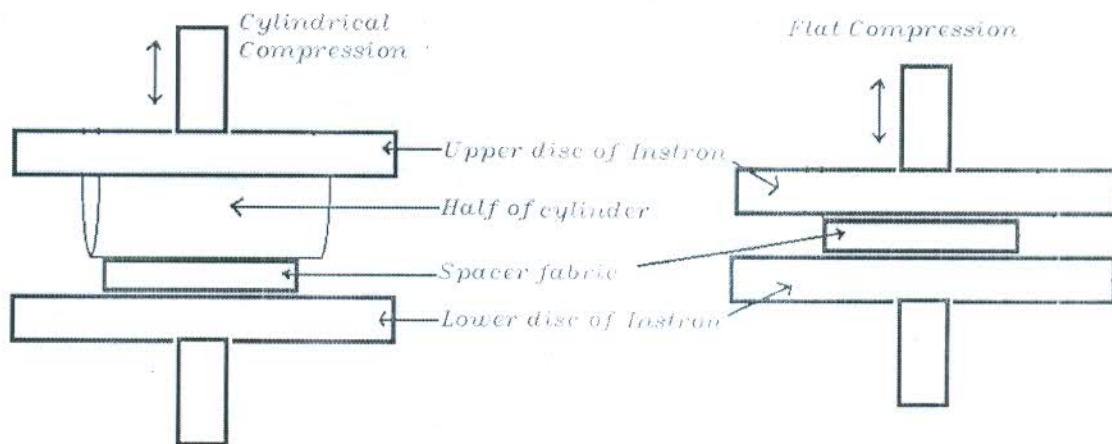 Cylindrical
Compression
Flat Compression
Upper disc of Instron
Half of cylinder
Spacer fabric
Lower disc of Instron